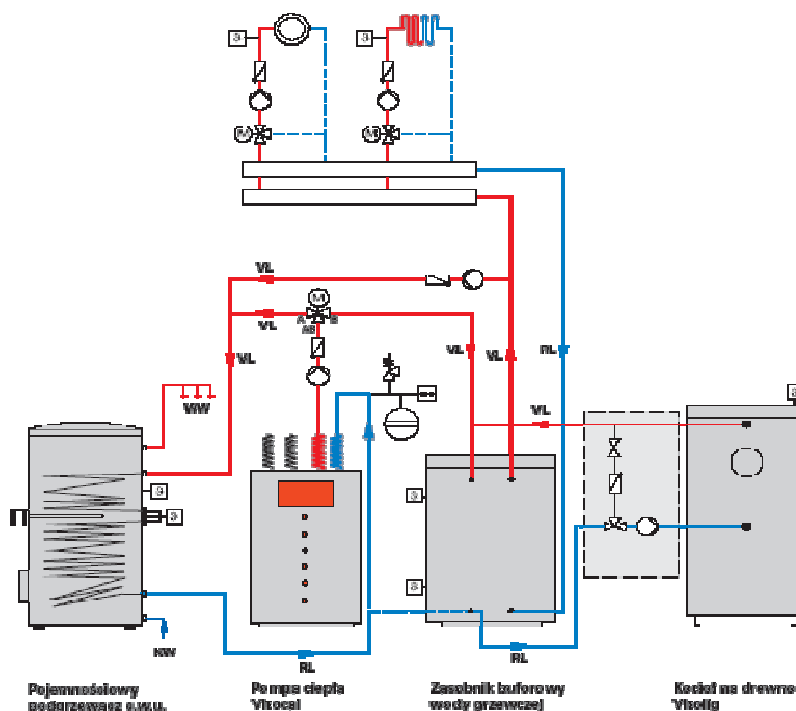 M
M
VL
M
VL
A
B
AB
VL
VL
VL
RL
VL
WW
KW
RL
RL
Pojemnościowy
podgrzewacz c.w.u.
Pompa ciepła
Vitocal
Zasobnik buforowy
wody grzewczej
Kocioł na drewno
Vitolig